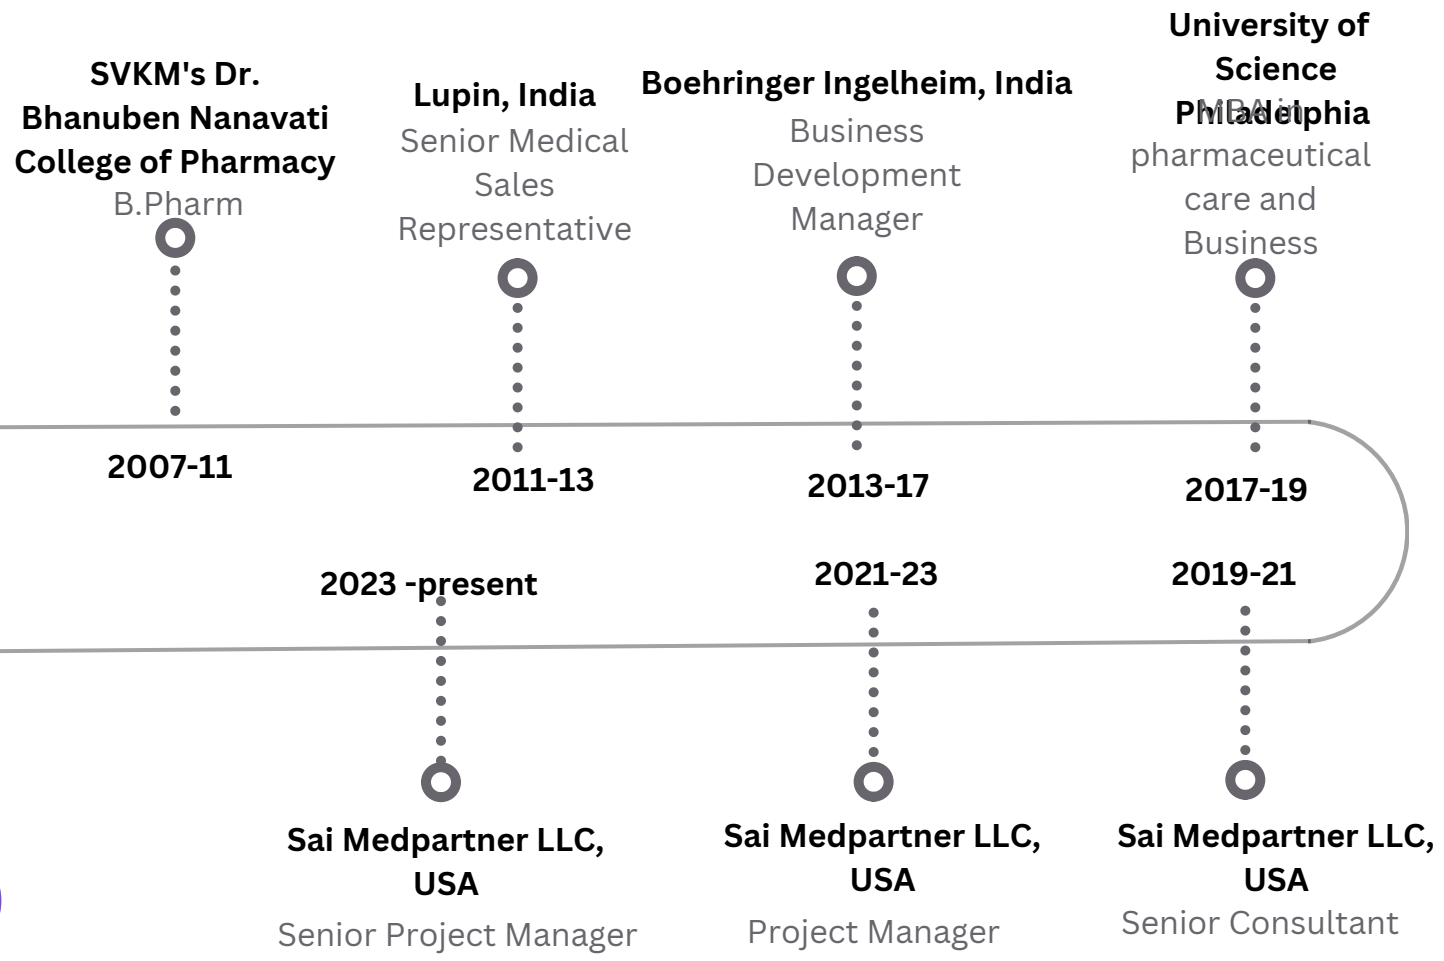 SVKM's Dr.
Bhanuben Nanavati
College of Pharmacy
B.Pharm
2007-11
Lupin, India
Senior Medical
Sales
Representative
2011-13
Boehringer Ingelheim, India
Business
Development
Manager
2013-17
University of
Science
Philadelphia
MBA in
pharmaceutical
care and
Business
2017-19
2019-21
Sai Medpartner LLC,
USA
Senior Consultant
2021-23
Sai Medpartner LLC,
USA
Project Manager
2023 -present
Sai Medpartner LLC,
USA
Senior Project Manager